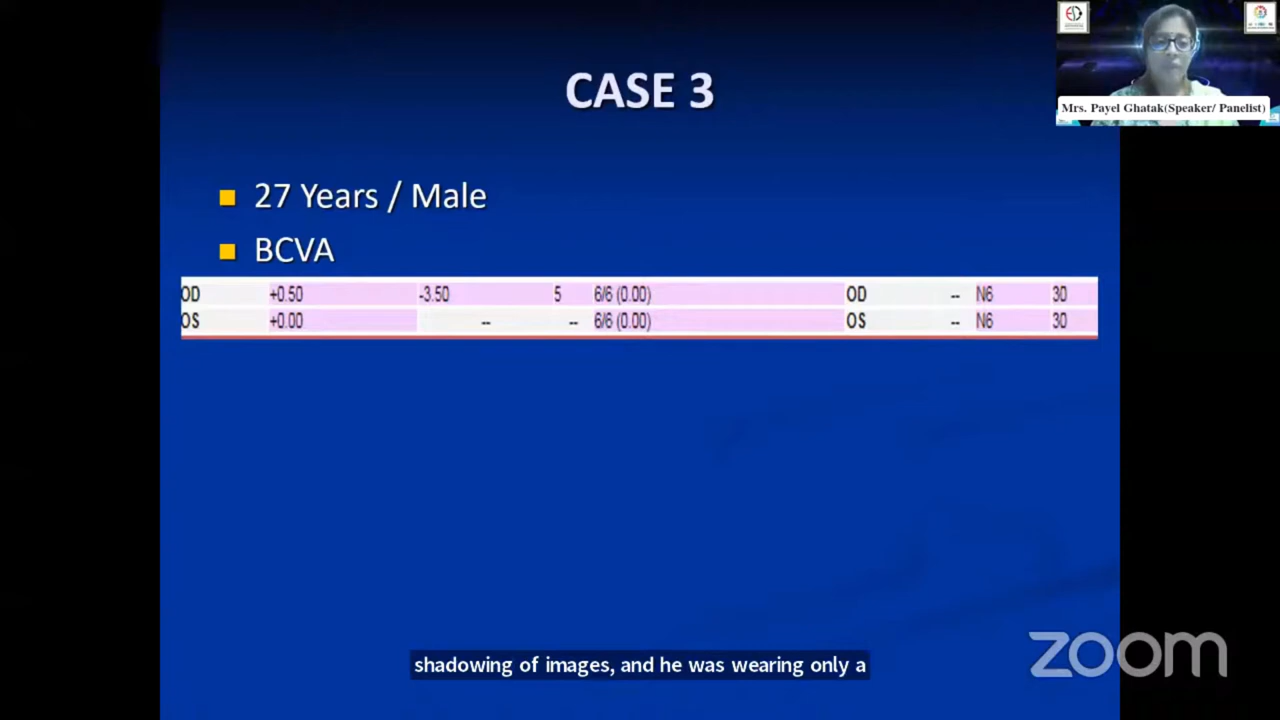 CASE 3
Mrs. Payel Ghatak(Speaker/ Panelist)
27 Years / Male
BCVA
OD +0.50 -3.50 5 6/6 (0.00) OD -- N6 30
OS +0.00 -- -- 6/6 (0.00) OS -- N6 30
shadowing of images, and he was wearing only a
zoom